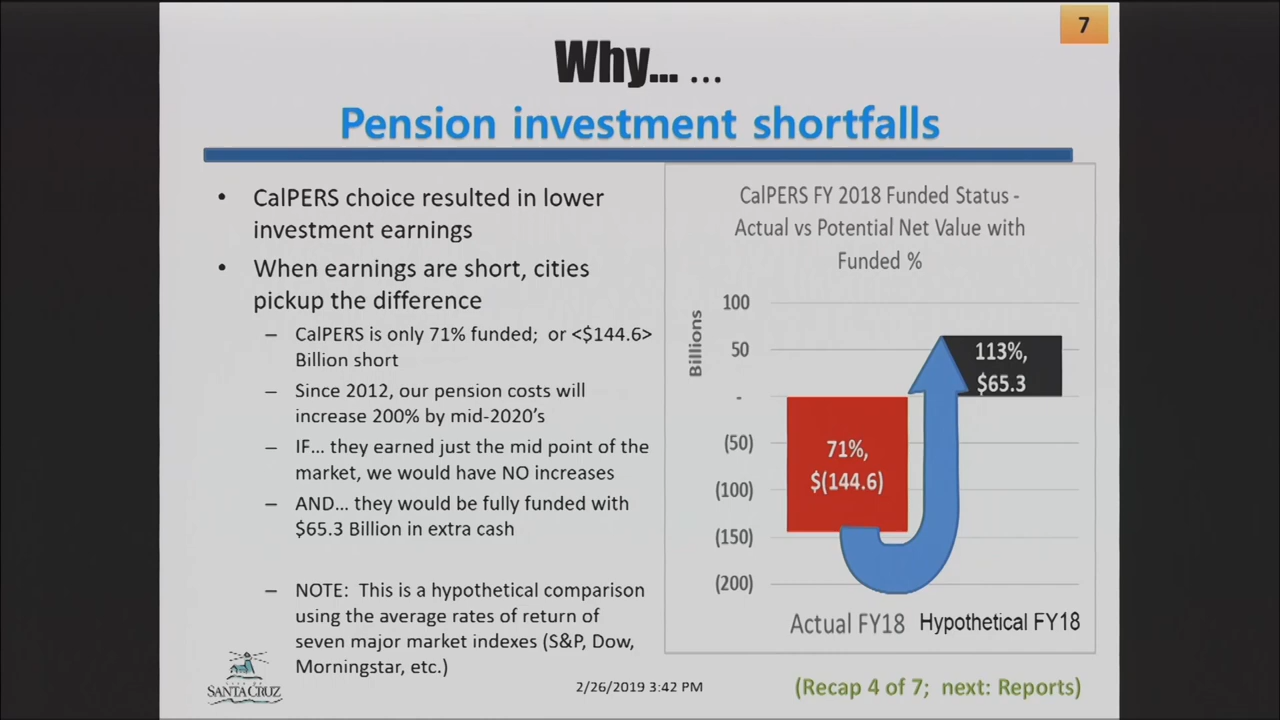 7
Why... ...
Pension investment shortfalls
• CalPERS choice resulted in lower
investment earnings
• When earnings are short, cities
pickup the difference
– CalPERS is only 71% funded; or <$144.6>
Billion short
– Since 2012, our pension costs will
increase 200% by mid-2020's
– IF... they earned just the mid point of the
market, we would have NO increases
– AND... they would be fully funded with
$65.3 Billion in extra cash
– NOTE: This is a hypothetical comparison
using the average rates of return of
seven major market indexes (S&P, Dow,
Morningstar, etc.)
CalPERS FY 2018 Funded Status -
Actual vs Potential Net Value with
Funded %
Billions
100
50
-
(50)
(100)
(150)
(200)
113%,
$65.3
71%,
$(144.6)
Actual FY18
Hypothetical FY18
SANTA CRUZ
2/26/2019 3:42 PM
(Recap 4 of 7; next: Reports)